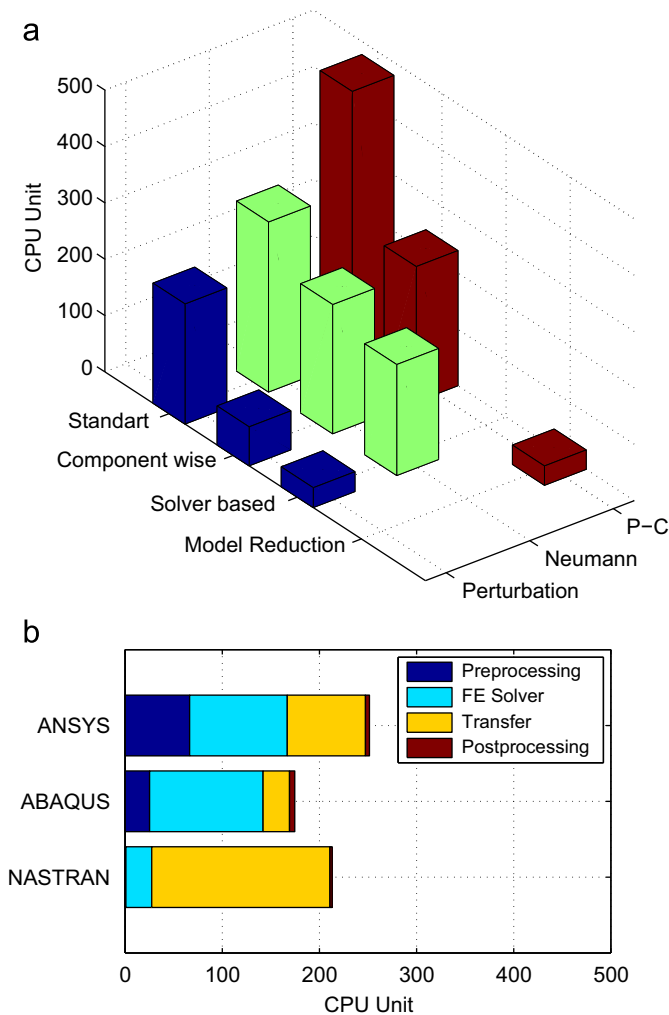 a
500
400
300
200
100
0
CPU Unit
Standart
Component wise
Solver based
Model Reduction
P−C
Neumann
Perturbation
b
Preprocessing
FE Solver
Transfer
Postprocessing
ANSYS
ABAQUS
NASTRAN
0 100 200 300 400 500
CPU Unit